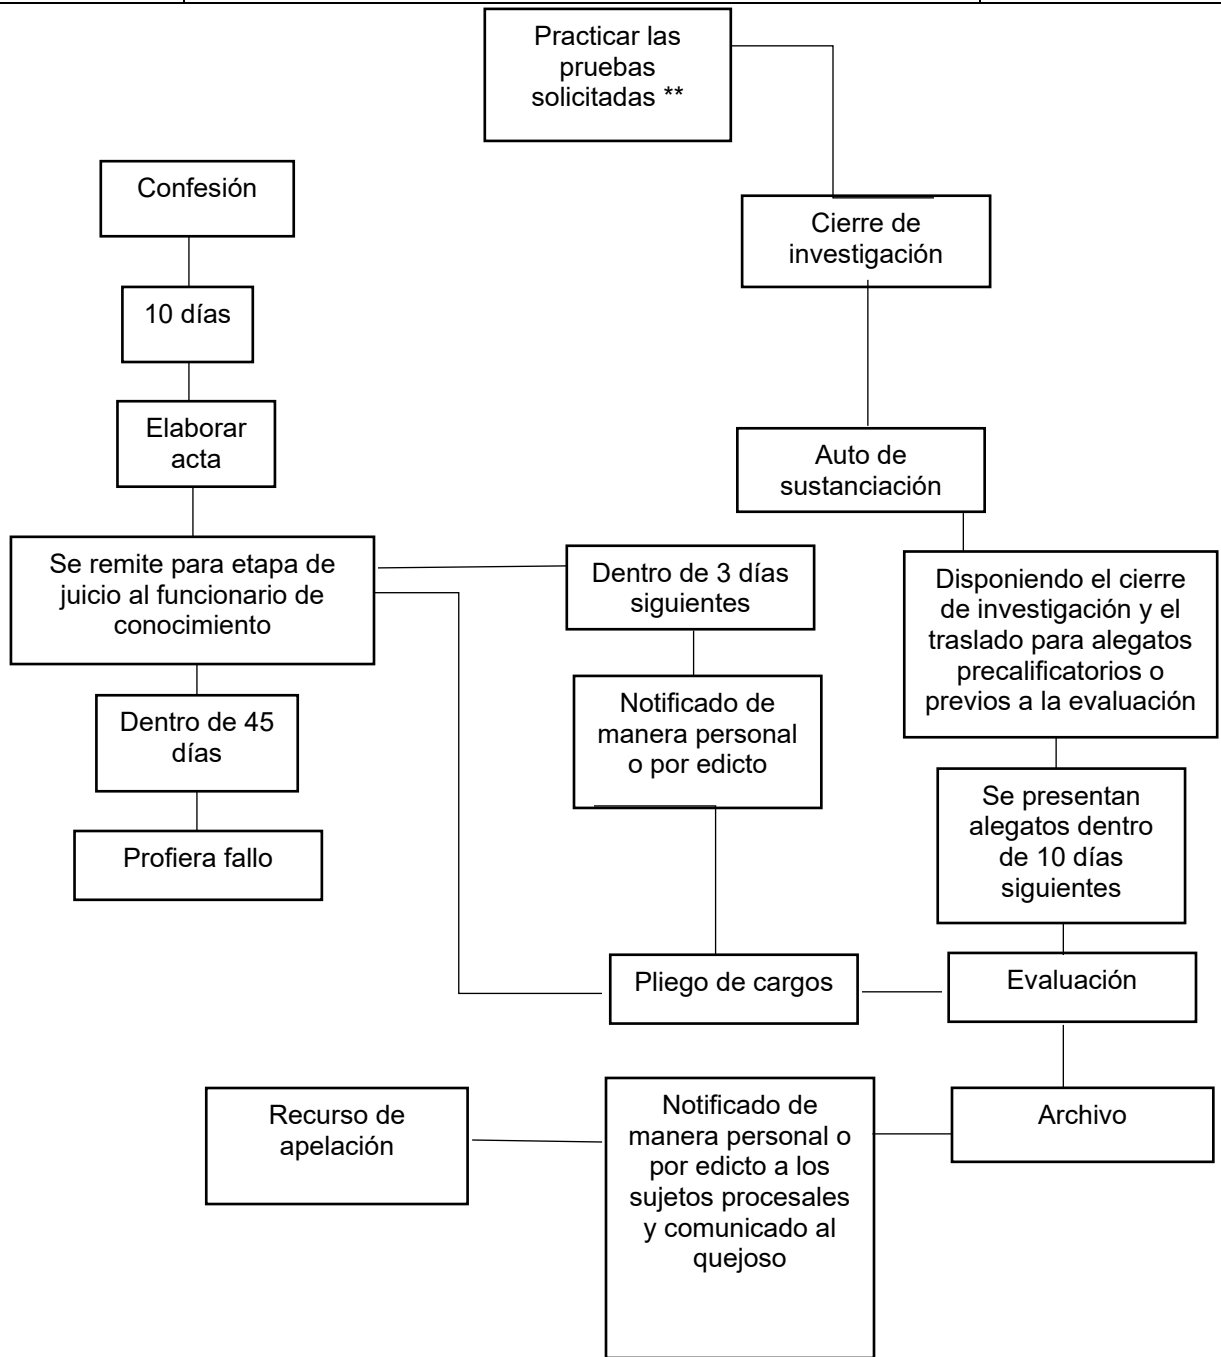 Practicar las
pruebas
solicitadas **
Confesión
Cierre de
investigación
10 días
Elaborar
acta
Auto de
sustanciación
Se remite para etapa de
juicio al funcionario de
conocimiento
Dentro de 3 días
siguientes
Disponiendo el cierre
de investigación y el
traslado para alegatos
precalificatorios o
previos a la evaluación
Dentro de 45
días
Notificado de
manera personal
o por edicto
Se presentan
alegatos dentro
de 10 días
siguientes
Profiera fallo
Pliego de cargos
Evaluación
Recurso de
apelación
Notificado de
manera personal o
por edicto a los
sujetos procesales
y comunicado al
quejoso
Archivo